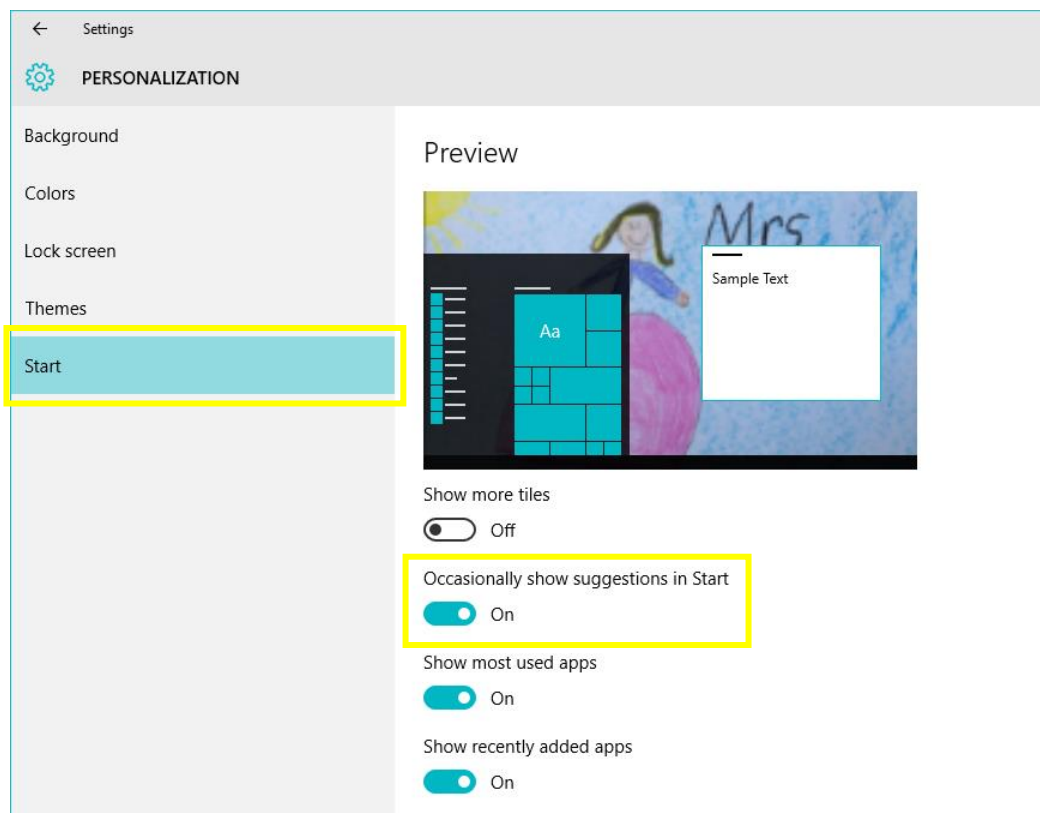 Settings
PERSONALIZATION
Background
Colors
Lock screen
Themes
Start
Preview
Mrs
Sample Text
Aa
Show more tiles
Off
Occasionally show suggestions in Start
On
Show most used apps
On
Show recently added apps
On